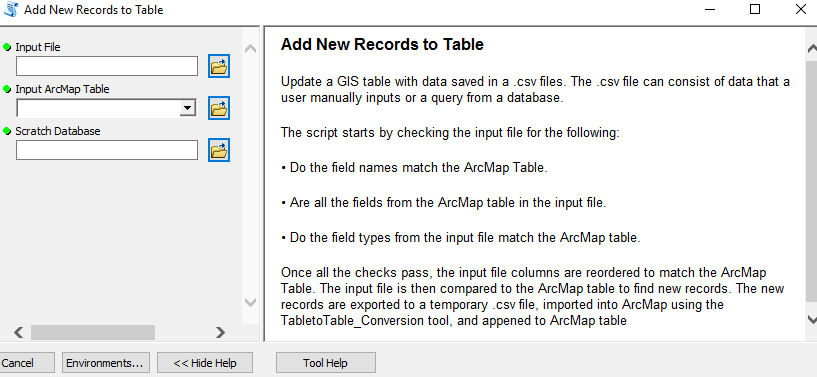 Add New Records to Table
Input File
Input ArcMap Table
Scratch Database
Add New Records to Table
Update a GIS table with data saved in a .csv files. The .csv file can consist of data that a
user manually inputs or a query from a database.
The script starts by checking the input file for the following:
• Do the field names match the ArcMap Table.
• Are all the fields from the ArcMap table in the input file.
• Do the field types from the input file match the ArcMap table.
Once all the checks pass, the input file columns are reordered to match the ArcMap
Table. The input file is then compared to the ArcMap table to find new records. The new
records are exported to a temporary .csv file, imported into ArcMap using the
TabletoTable_Conversion tool, and appened to ArcMap table
Cancel
Environments...
<< Hide Help
Tool Help